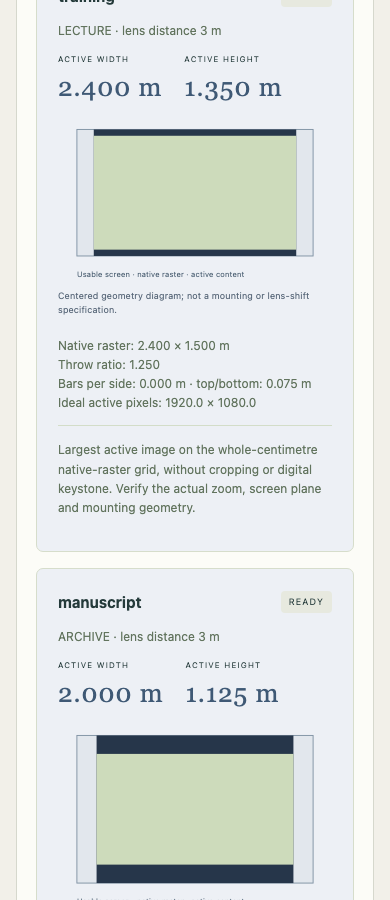 training
LECTURE · lens distance 3 m
ACTIVE WIDTH ACTIVE HEIGHT
2.400 m 1.350 m
Usable screen · native raster · active content
Centered geometry diagram; not a mounting or lens-shift
specification.
Native raster: 2.400 × 1.500 m
Throw ratio: 1.250
Bars per side: 0.000 m · top/bottom: 0.075 m
Ideal active pixels: 1920.0 × 1080.0
Largest active image on the whole-centimetre
native-raster grid, without cropping or digital
keystone. Verify the actual zoom, screen plane
and mounting geometry.
manuscript READY
ARCHIVE · lens distance 3 m
ACTIVE WIDTH ACTIVE HEIGHT
2.000 m 1.125 m